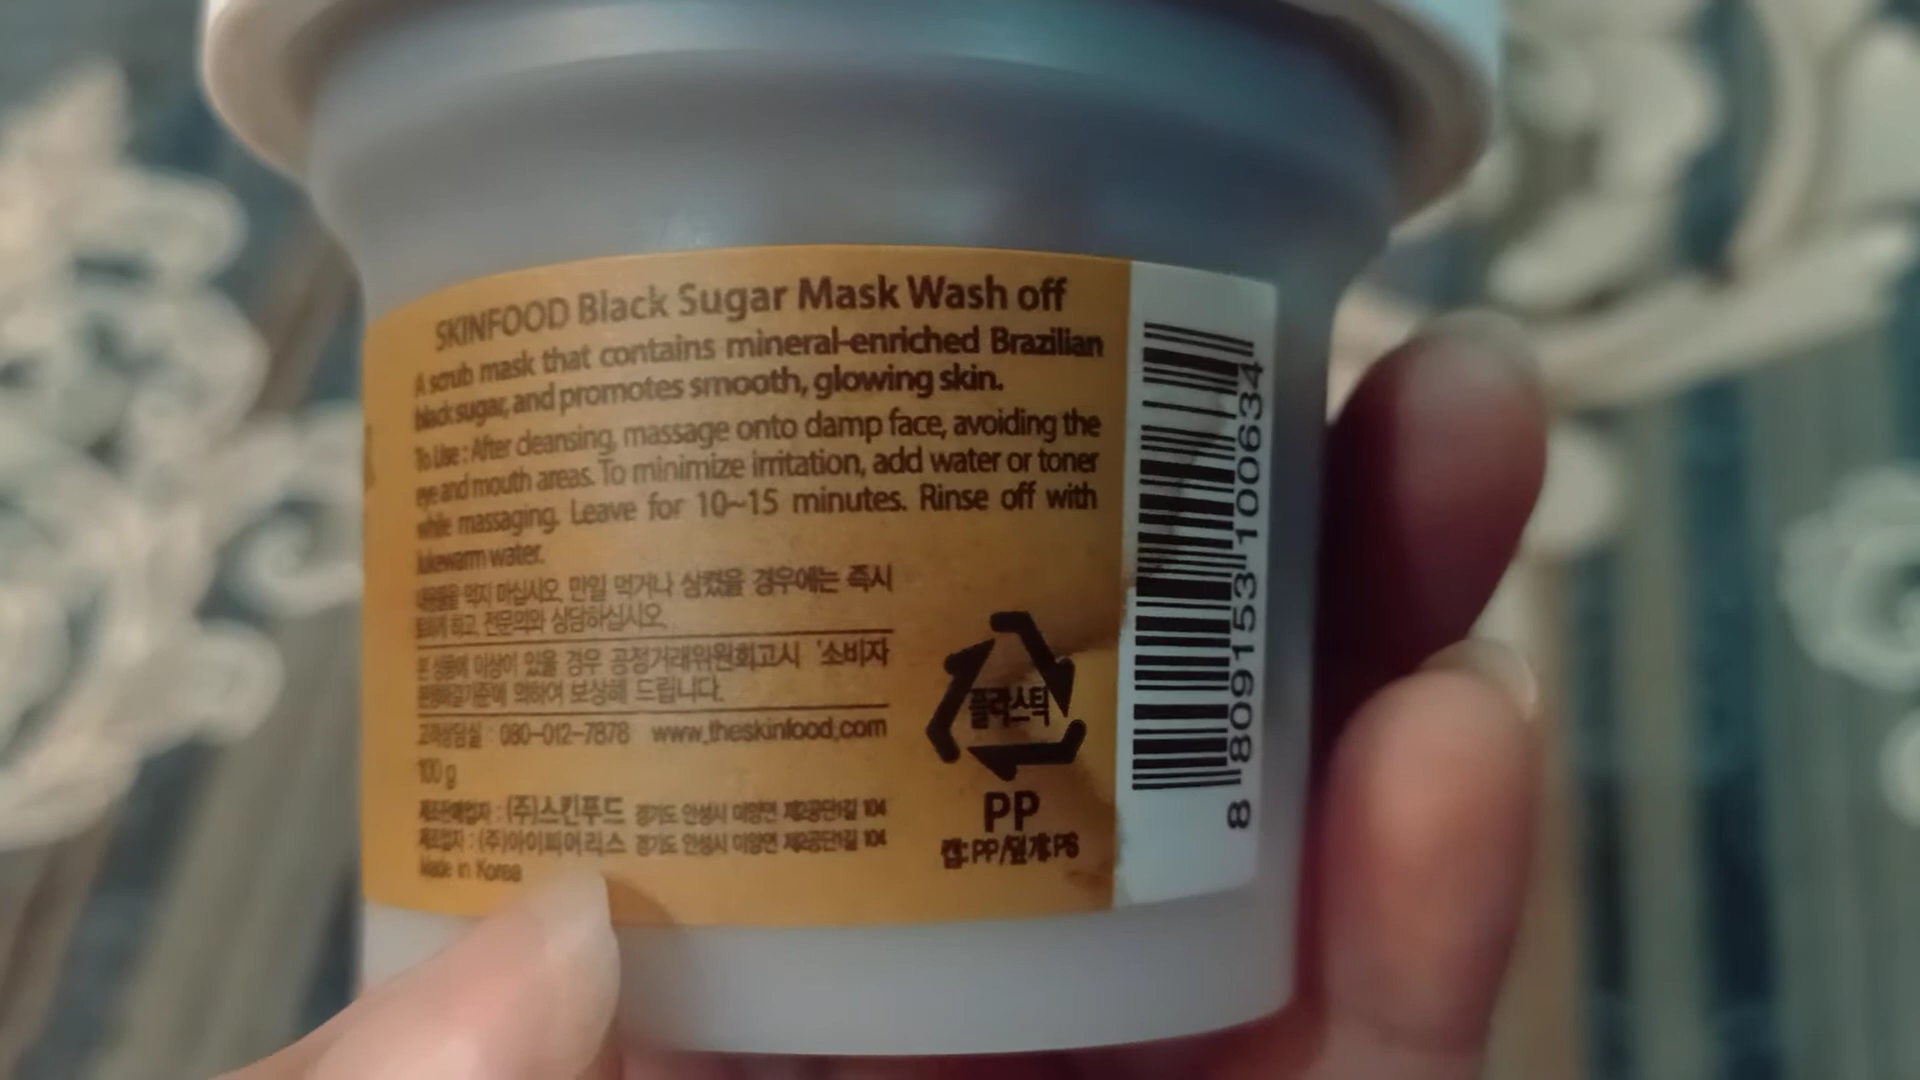 SKINFOOD Black Sugar Mask Wash off
A scrub mask that contains mineral-enriched Brazilian
black sugar, and promotes smooth, glowing skin.
To Use : After cleansing, massage onto damp face, avoiding the
eye and mouth areas. To minimize irritation, add water or toner
while massaging. Leave for 10~15 minutes. Rinse off with
lukewarm water.
내용물을 먹지 마십시오. 만일 먹거나 삼켰을 경우에는 즉시
토하게 하고, 전문의와 상담하십시오.
본 상품에 이상이 있을 경우 공정거래위원회고시 '소비자
분쟁해결기준'에 의하여 보상해 드립니다.
고객상담실 : 080-012-7878 www.theskinfood.com
100 g
제조판매업자 : (주)스킨푸드 경기도 안성시 미양면 제2공단1길 104
제조업자 : (주)아이피어리스 경기도 안성시 미양면 제2공단1길 104
Made in Korea
플라스틱
PP
캡:PP/덮개:PS
8 809153 100634